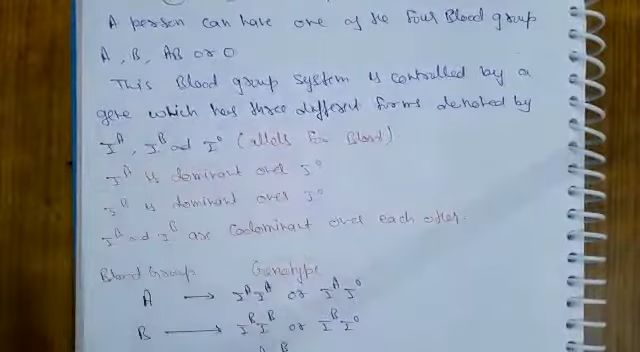 A person can have one of the four Blood group
A, B, AB or O
This Blood group system is controlled by a
gene which has three different forms denoted by
I^A, I^B and I^O (allels for Blood)
I^A is dominant over I^O
I^B is dominant over I^O
I^A and I^B are Codominant over each other.
Blood Group Genotype
A → I^A I^A or I^A I^O
B → I^B I^B or I^B I^O
A B